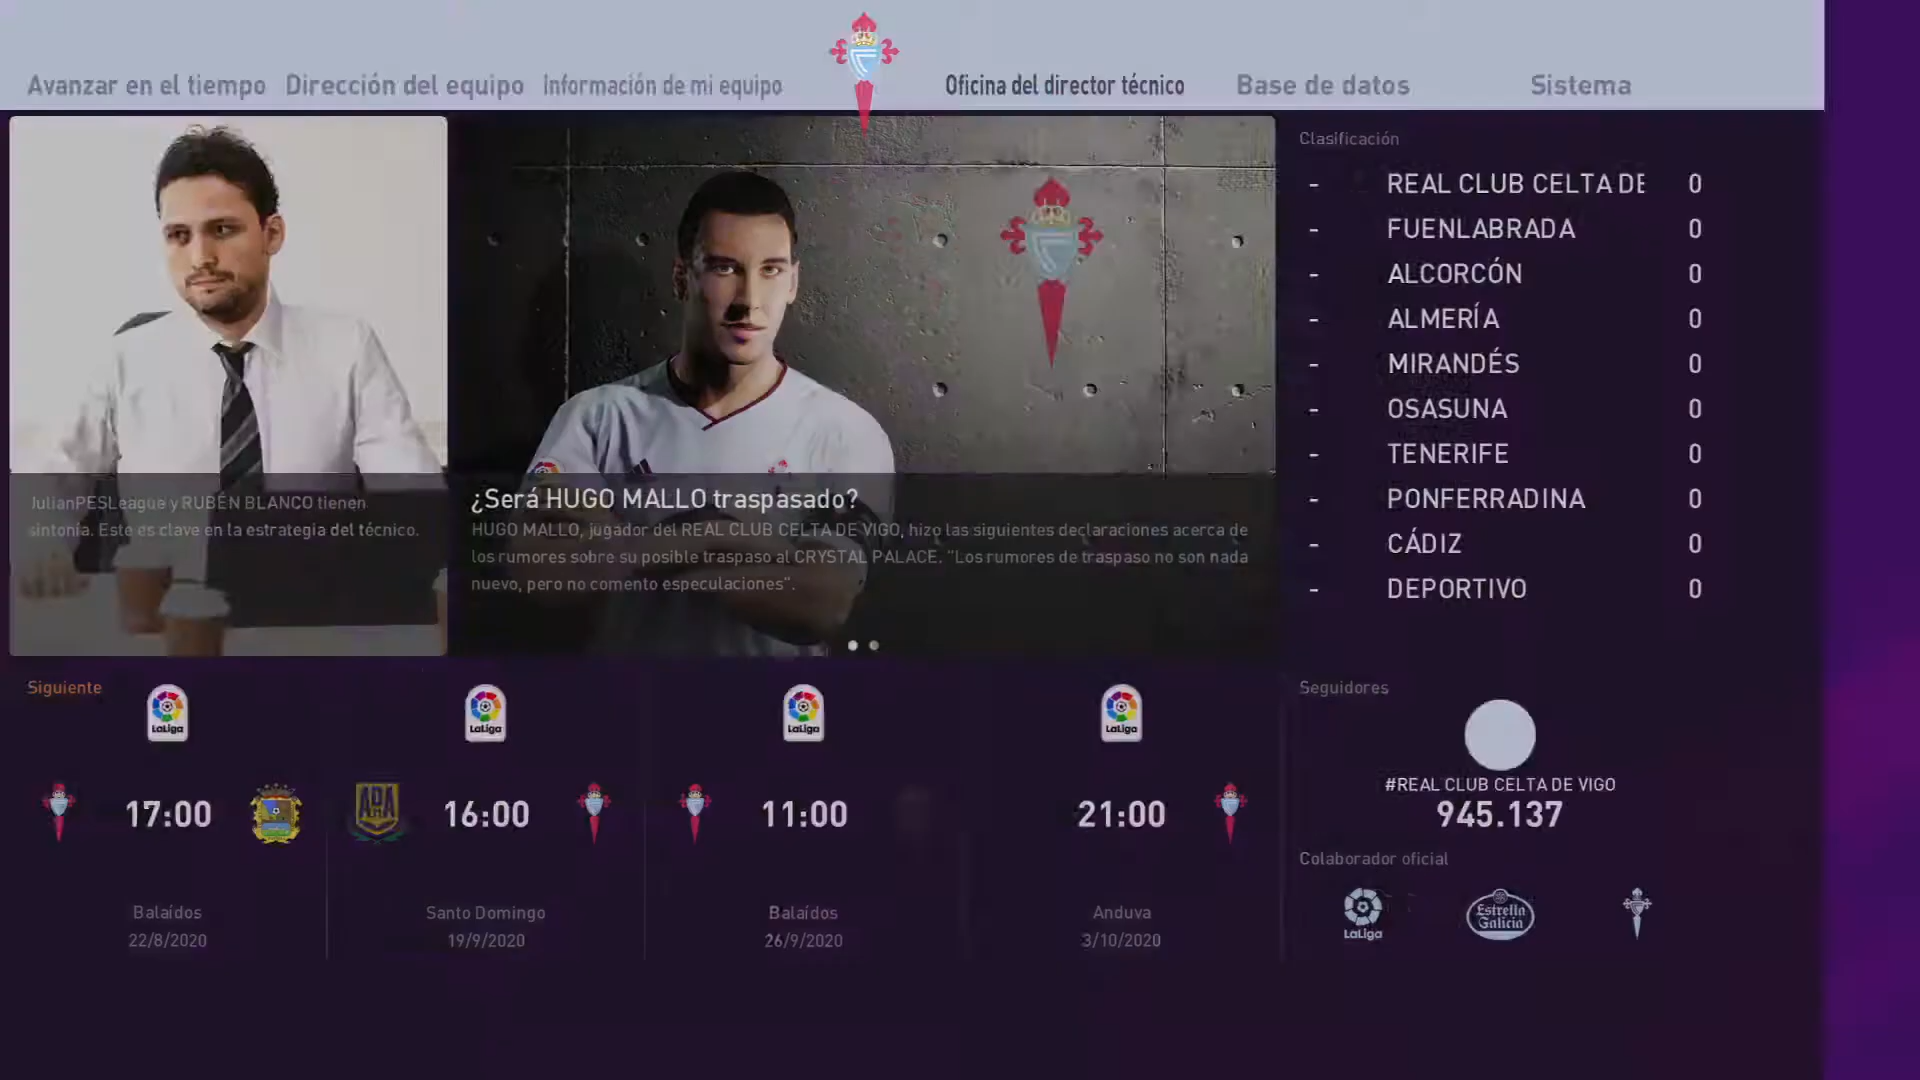 Avanzar en el tiempo
Dirección del equipo
Información de mi equipo
Oficina del director técnico
Base de datos
Sistema
JulianPESLeague y RUBÉN BLANCO tienen
sintonía. Este es clave en la estrategia del técnico.
¿Será HUGO MALLO traspasado?
HUGO MALLO, jugador del REAL CLUB CELTA DE VIGO, hizo las siguientes declaraciones acerca de
los rumores sobre su posible traspaso al CRYSTAL PALACE. "Los rumores de traspaso no son nada
nuevo, pero no comento especulaciones".
Clasificación
- REAL CLUB CELTA DE 0
- FUENLABRADA 0
- ALCORCÓN 0
- ALMERÍA 0
- MIRANDÉS 0
- OSASUNA 0
- TENERIFE 0
- PONFERRADINA 0
- CÁDIZ 0
- DEPORTIVO 0
Siguiente
LaLiga
17:00
Balaídos
22/8/2020
LaLiga
APA
16:00
Santo Domingo
19/9/2020
LaLiga
11:00
Balaídos
26/9/2020
LaLiga
21:00
Anduva
3/10/2020
Seguidores
#REAL CLUB CELTA DE VIGO
945.137
Colaborador oficial
LaLiga
Estrella
Galicia